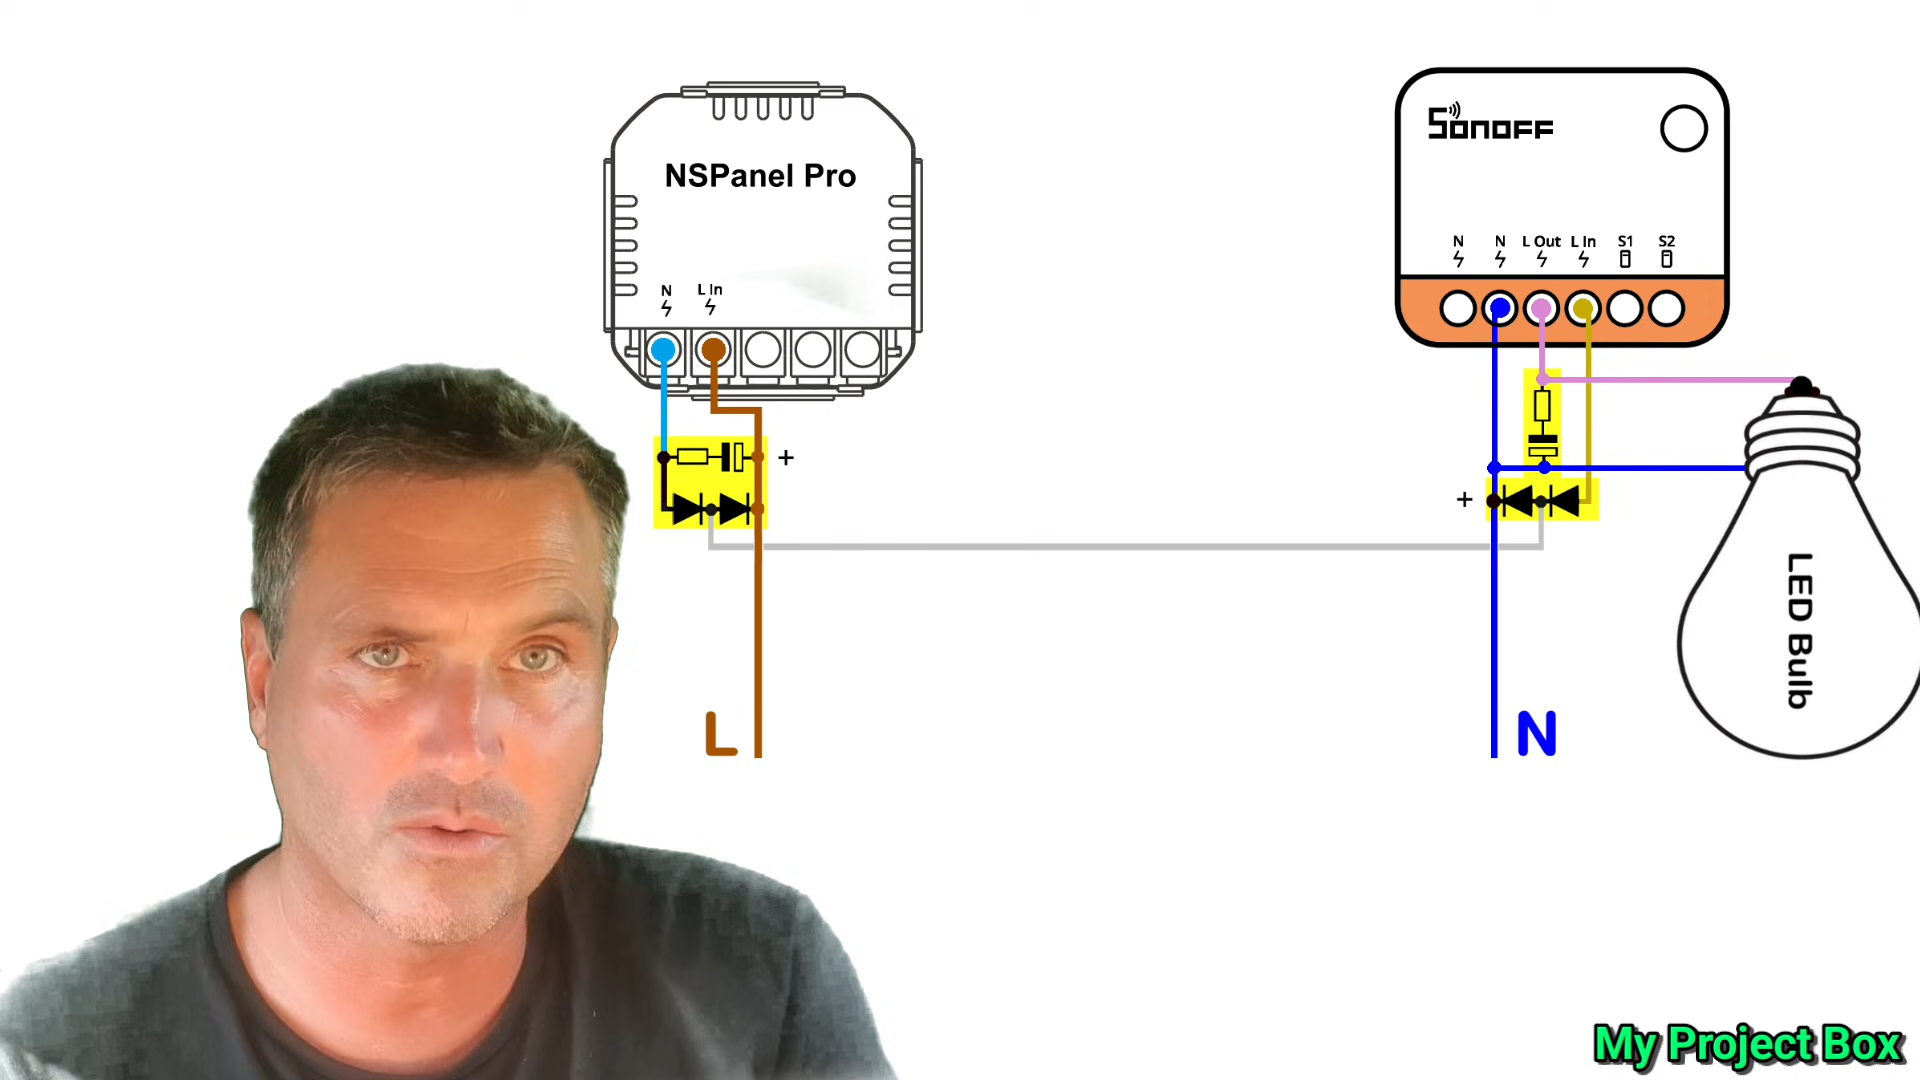 NSPanel Pro
N L In
+
L
SONOFF
N N L Out L In S1 S2
+
N
LED Bulb
My Project Box